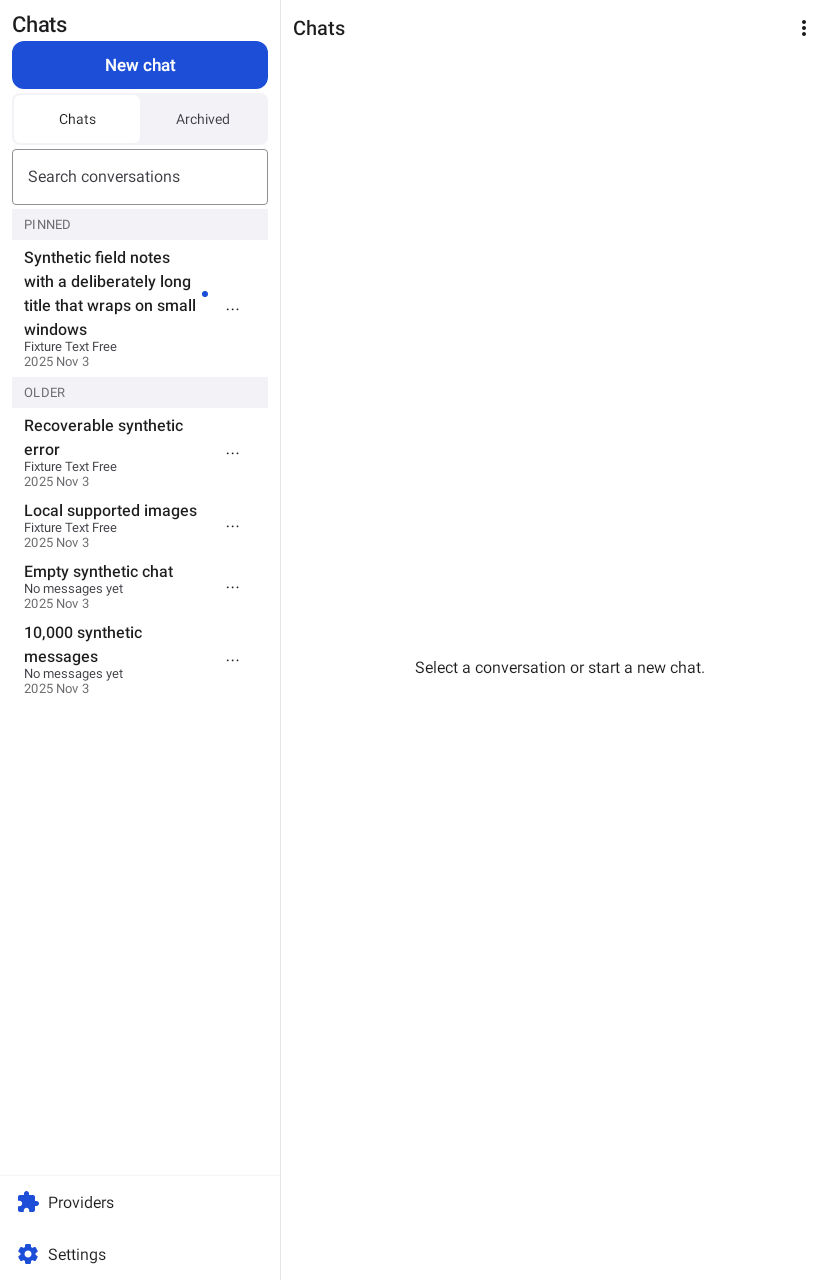 Chats
New chat
Chats
Archived
Search conversations
PINNED
Synthetic field notes
with a deliberately long
title that wraps on small
windows
Fixture Text Free
2025 Nov 3
...
OLDER
Recoverable synthetic
error
Fixture Text Free
2025 Nov 3
...
Local supported images
Fixture Text Free
2025 Nov 3
...
Empty synthetic chat
No messages yet
2025 Nov 3
...
10,000 synthetic
messages
No messages yet
2025 Nov 3
...
Providers
Settings
Chats
Select a conversation or start a new chat.